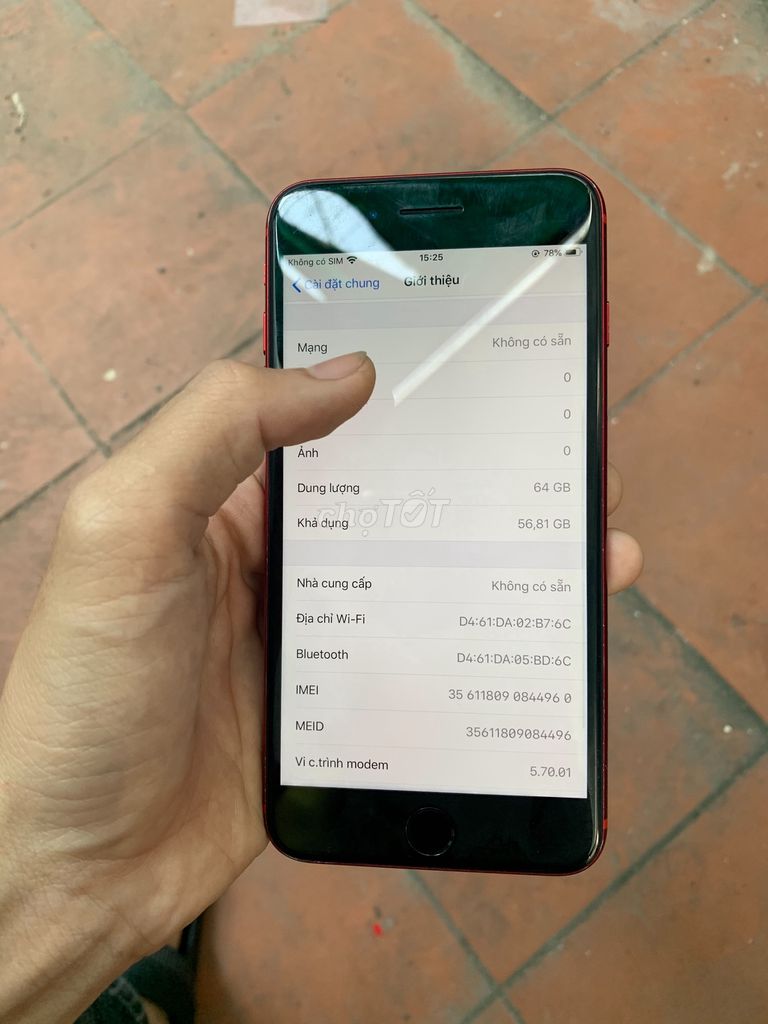 Không có SIM 15:25 78%
Cài đặt chung Giới thiệu
Mạng Không có sẵn
0
0
Ảnh 0
Dung lượng 64 GB
chợTỐT
Khả dụng 56,81 GB
Nhà cung cấp Không có sẵn
Địa chỉ Wi-Fi D4:61:DA:02:B7:6C
Bluetooth D4:61:DA:05:BD:6C
IMEI 35 611809 084496 0
MEID 35611809084496
Vi c.trình modem 5.70.01